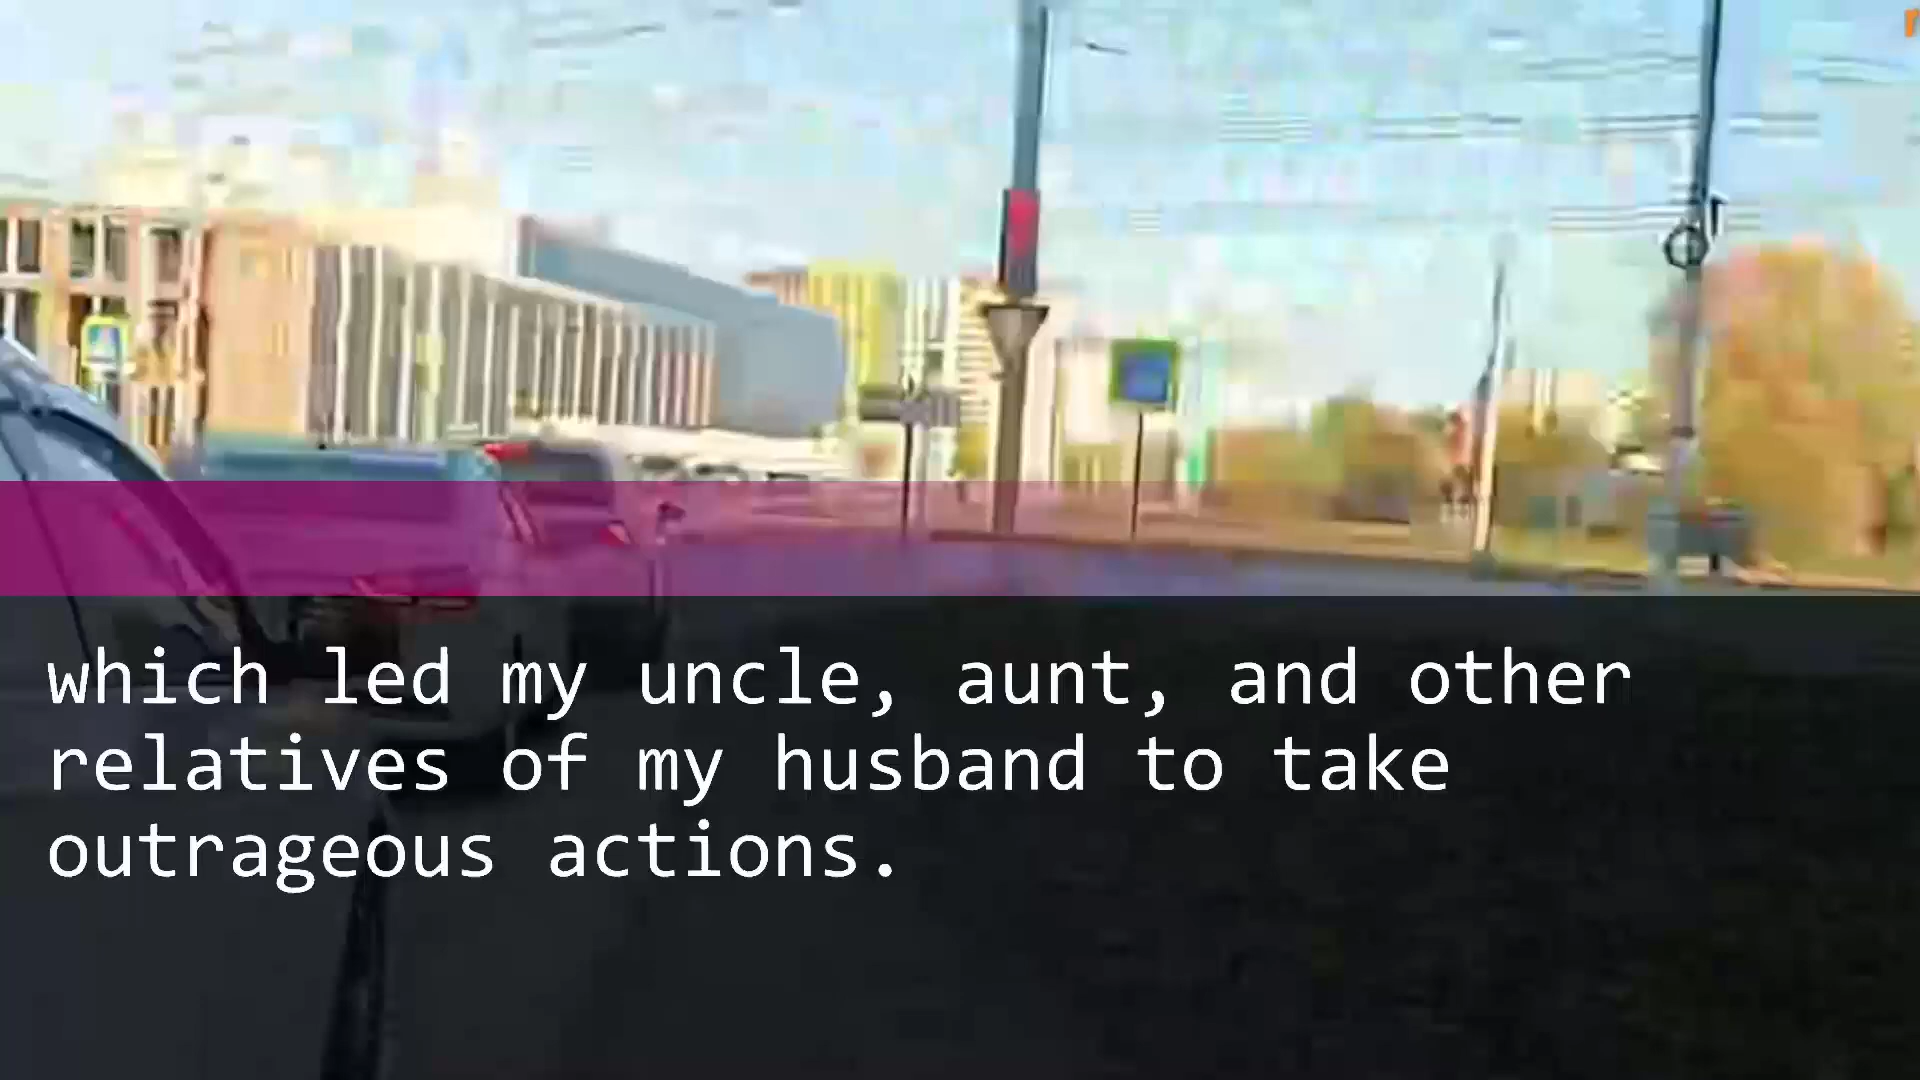 which led my uncle, aunt, and other
relatives of my husband to take
outrageous actions.